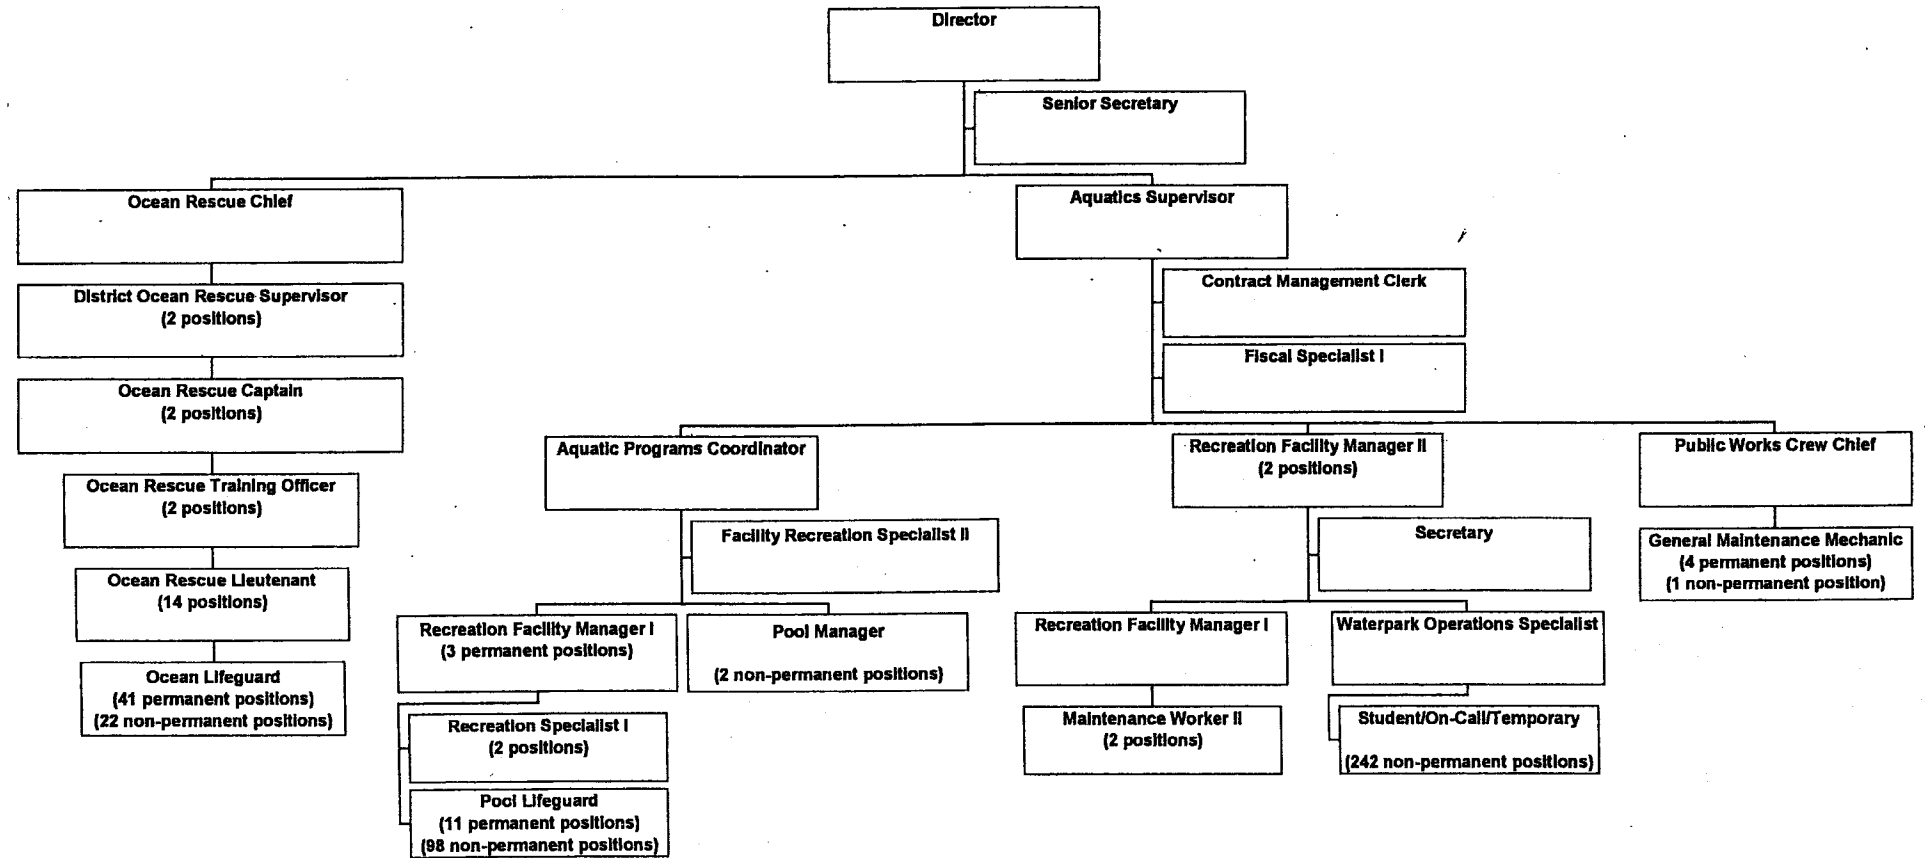 Director
Senior Secretary
Ocean Rescue Chief
Aquatics Supervisor
District Ocean Rescue Supervisor
(2 positions)
Contract Management Clerk
Fiscal Specialist I
Ocean Rescue Captain
(2 positions)
Aquatic Programs Coordinator
Recreation Facility Manager II
(2 positions)
Public Works Crew Chief
Ocean Rescue Training Officer
(2 positions)
Facility Recreation Specialist II
Secretary
General Maintenance Mechanic
(4 permanent positions)
(1 non-permanent position)
Ocean Rescue Lieutenant
(14 positions)
Recreation Facility Manager I
(3 permanent positions)
Pool Manager
(2 non-permanent positions)
Recreation Facility Manager I
Waterpark Operations Specialist
Ocean Lifeguard
(41 permanent positions)
(22 non-permanent positions)
Recreation Specialist I
(2 positions)
Maintenance Worker II
(2 positions)
Student/On-Call/Temporary
(242 non-permanent positions)
Pool Lifeguard
(11 permanent positions)
(98 non-permanent positions)